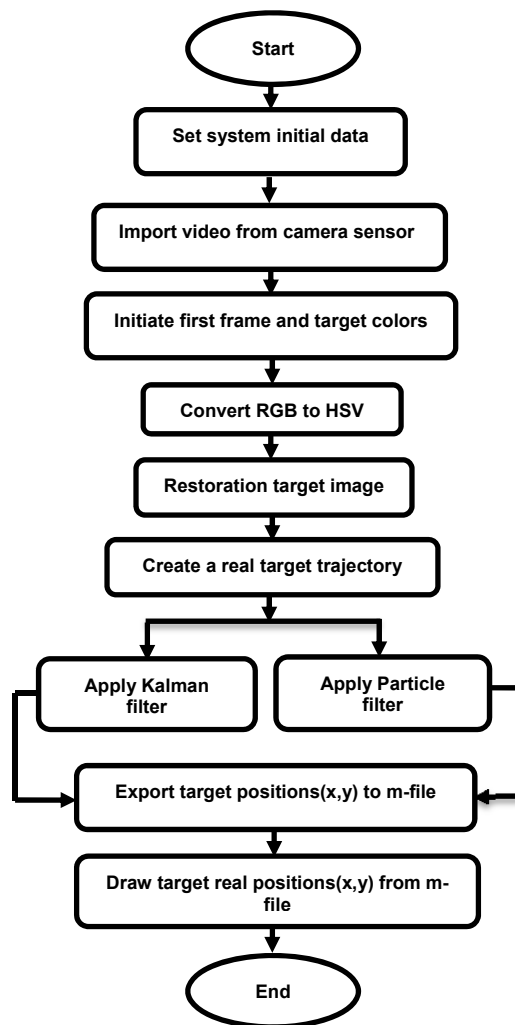 Start
Set system initial data
Import video from camera sensor
Initiate first frame and target colors
Convert RGB to HSV
Restoration target image
Create a real target trajectory
Apply Kalman
filter
Apply Particle
filter
Export target positions(x,y) to m-file
Draw target real positions(x,y) from m-
file
End